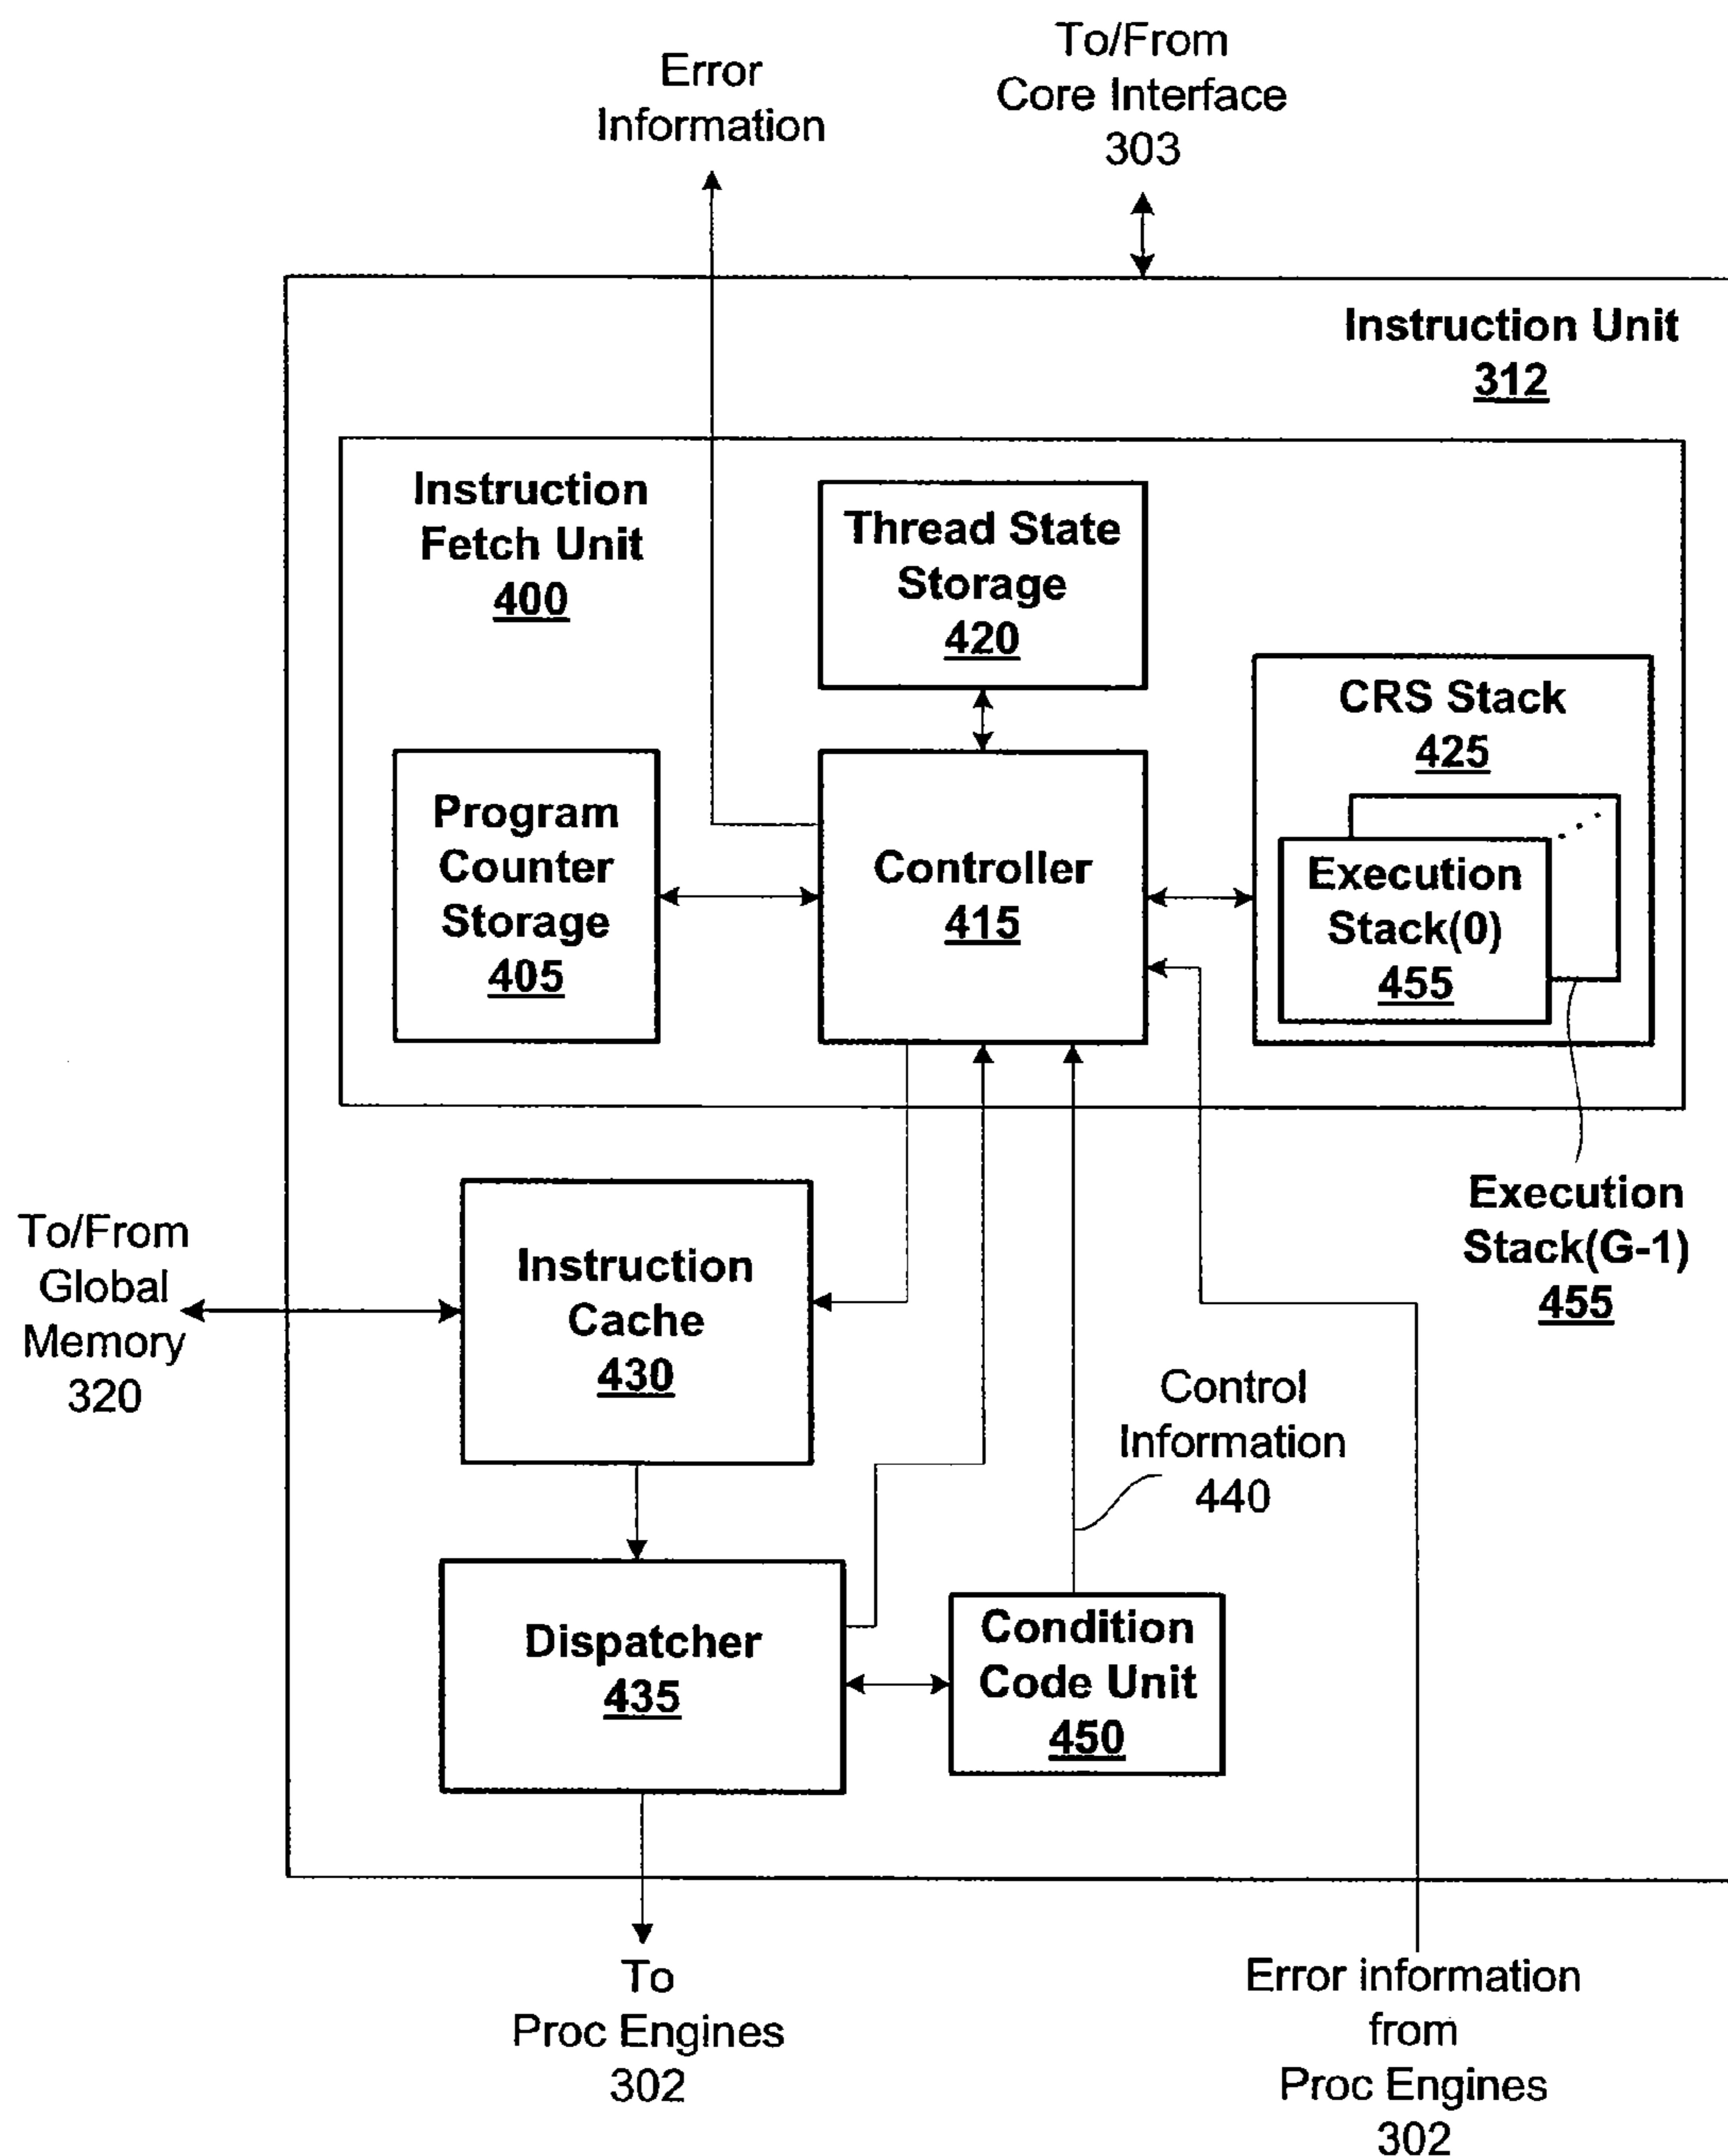 Error
Information
To/From
Core Interface
303
Instruction Unit
312
Instruction
Fetch Unit
400
Thread State
Storage
420
CRS Stack
425
Program
Counter
Storage
405
Controller
415
Execution
Stack(0)
455
Execution
Stack(G-1)
455
To/From
Global
Memory
320
Instruction
Cache
430
Control
Information
440
Dispatcher
435
Condition
Code Unit
450
To
Proc Engines
302
Error information
from
Proc Engines
302